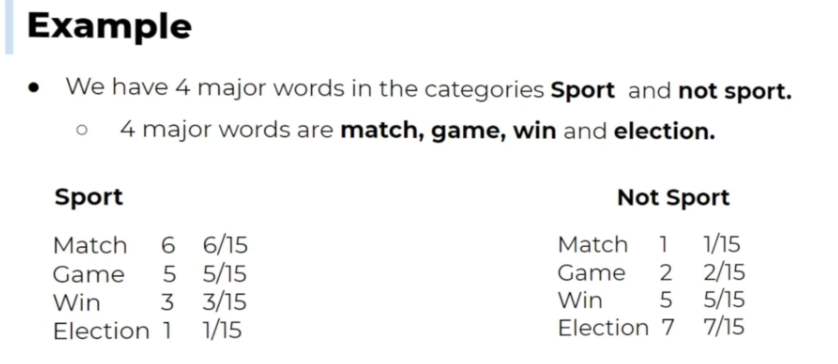 Example
● We have 4 major words in the categories Sport and not sport.
○ 4 major words are match, game, win and election.
Sport
Match 6 6/15
Game 5 5/15
Win 3 3/15
Election 1 1/15
Not Sport
Match 1 1/15
Game 2 2/15
Win 5 5/15
Election 7 7/15